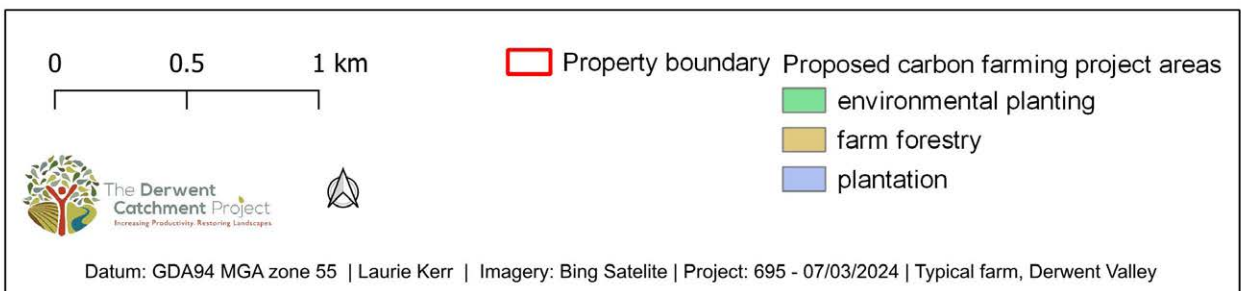 0 0.5 1 km
Property boundary
Proposed carbon farming project areas
environmental planting
farm forestry
plantation
The Derwent
Catchment Project
Increasing Productivity. Restoring Landscapes.
Datum: GDA94 MGA zone 55 | Laurie Kerr | Imagery: Bing Satelite | Project: 695 - 07/03/2024 | Typical farm, Derwent Valley